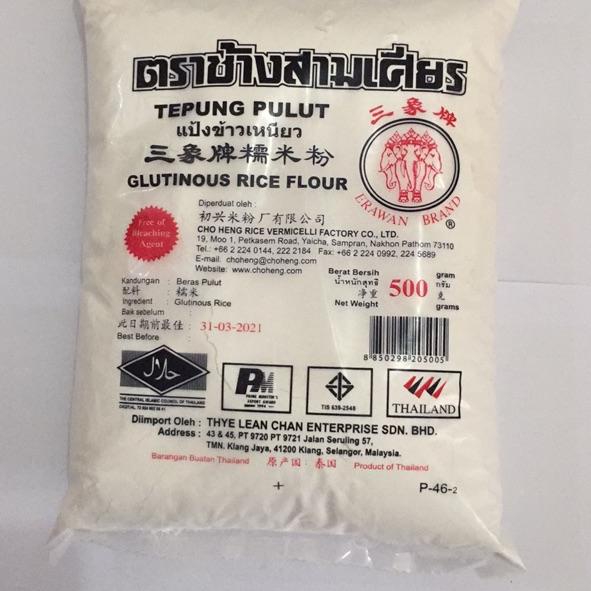 ตราช้างสามเศียร
TEPUNG PULUT
แป้งข้าวเหนียว
三象牌糯米粉
GLUTINOUS RICE FLOUR
三象牌
ERAWAN BRAND
®
Free of
Bleaching
Agent
Diperduat oleh :
初兴米粉厂有限公司
CHO HENG RICE VERMICELLI FACTORY CO., LTD.
19, Moo 1, Petkasem Road, Yaicha, Sampran, Nakhon Pathom 73110
Tel.: +66 2 224 0144, 222 2184 Fax: +66 2 224 0992, 224 5689
E-mail. choheng@choheng.com
Website: www.choheng.com
Kandungan : Beras Pulut
配料 : 糯米
Ingredient : Glutinous Rice
Baik sebelum :
此日期前最佳 : 31-03-2021
Best Before :
Berat Bersih gram
น้ำหนักสุทธิ 500 กรัม
净重 克
Net Weight grams
8 850298 205005
حلال
THE CENTRAL ISLAMIC COUNCIL OF THAILAND
PM
PRIME MINISTER'S
EXPORT AWARD
TIS 639-2548
THAILAND
Diimport Oleh : THYE LEAN CHAN ENTERPRISE SDN. BHD.
Address : 43 & 45, PT 9720 PT 9721 Jalan Seruling 57,
TMN. Klang Jaya, 41200 Klang, Selangor, Malaysia.
Barangan Buatan Thailand 原产国 : 泰国 Product of Thailand
P-46-2